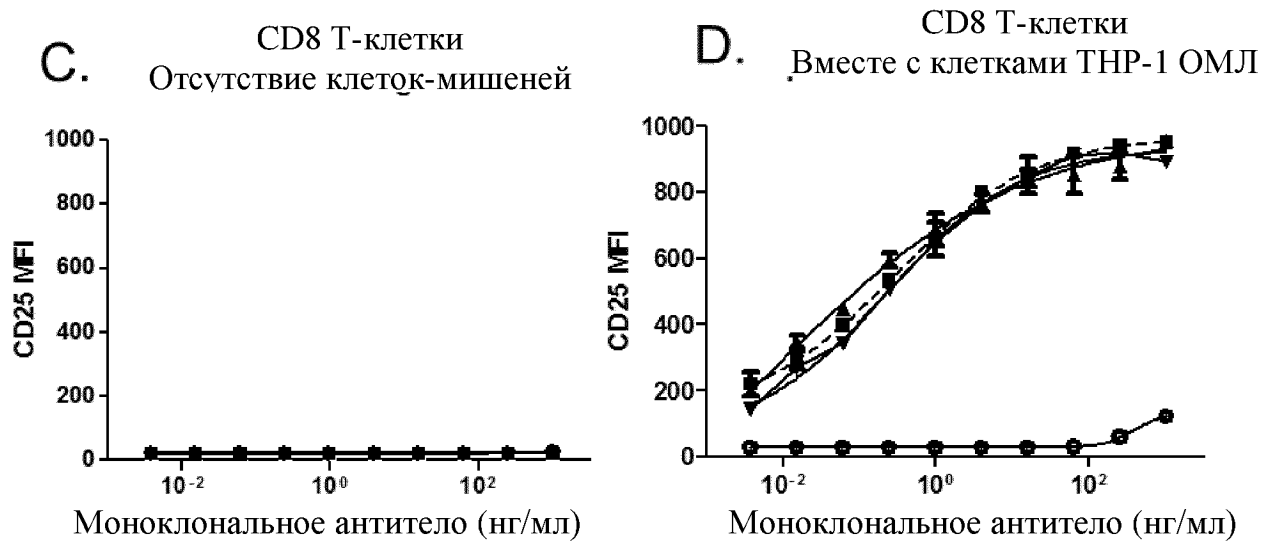 C.
CD8 Т-клетки
Отсутствие клеток-мишеней
1000
800
600
400
200
0
CD25 MFI
10⁻²
10⁰
10²
Моноклональное антитело (нг/мл)
D.
CD8 Т-клетки
Вместе с клетками THP-1 ОМЛ
1000
800
600
400
200
0
CD25 MFI
10⁻²
10⁰
10²
Моноклональное антитело (нг/мл)